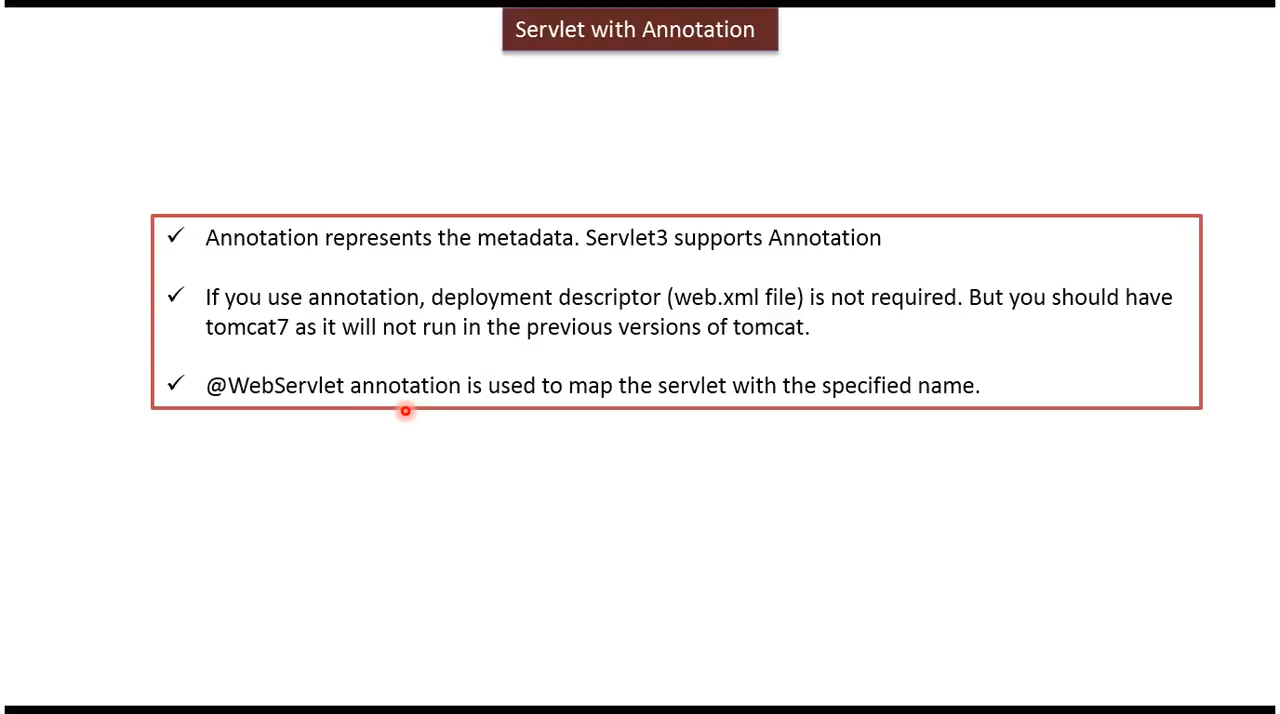 Servlet with Annotation
✓ Annotation represents the metadata. Servlet3 supports Annotation
✓ If you use annotation, deployment descriptor (web.xml file) is not required. But you should have
tomcat7 as it will not run in the previous versions of tomcat.
✓ @WebServlet annotation is used to map the servlet with the specified name.